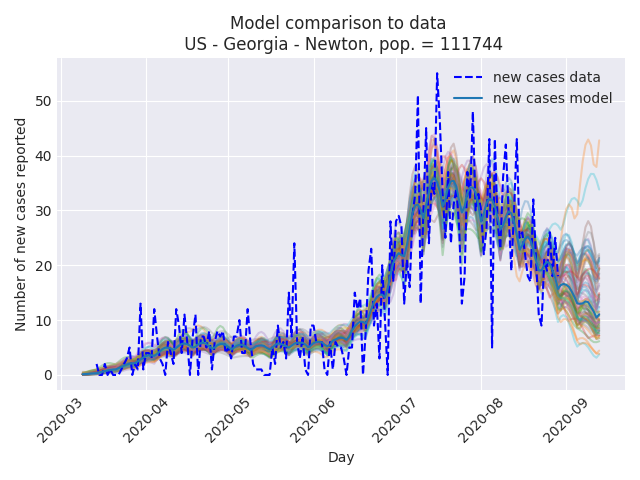 Model comparison to data
US - Georgia - Newton, pop. = 111744
new cases data
new cases model
Number of new cases reported
50
40
30
20
10
0
2020-03
2020-04
2020-05
2020-06
2020-07
2020-08
2020-09
Day